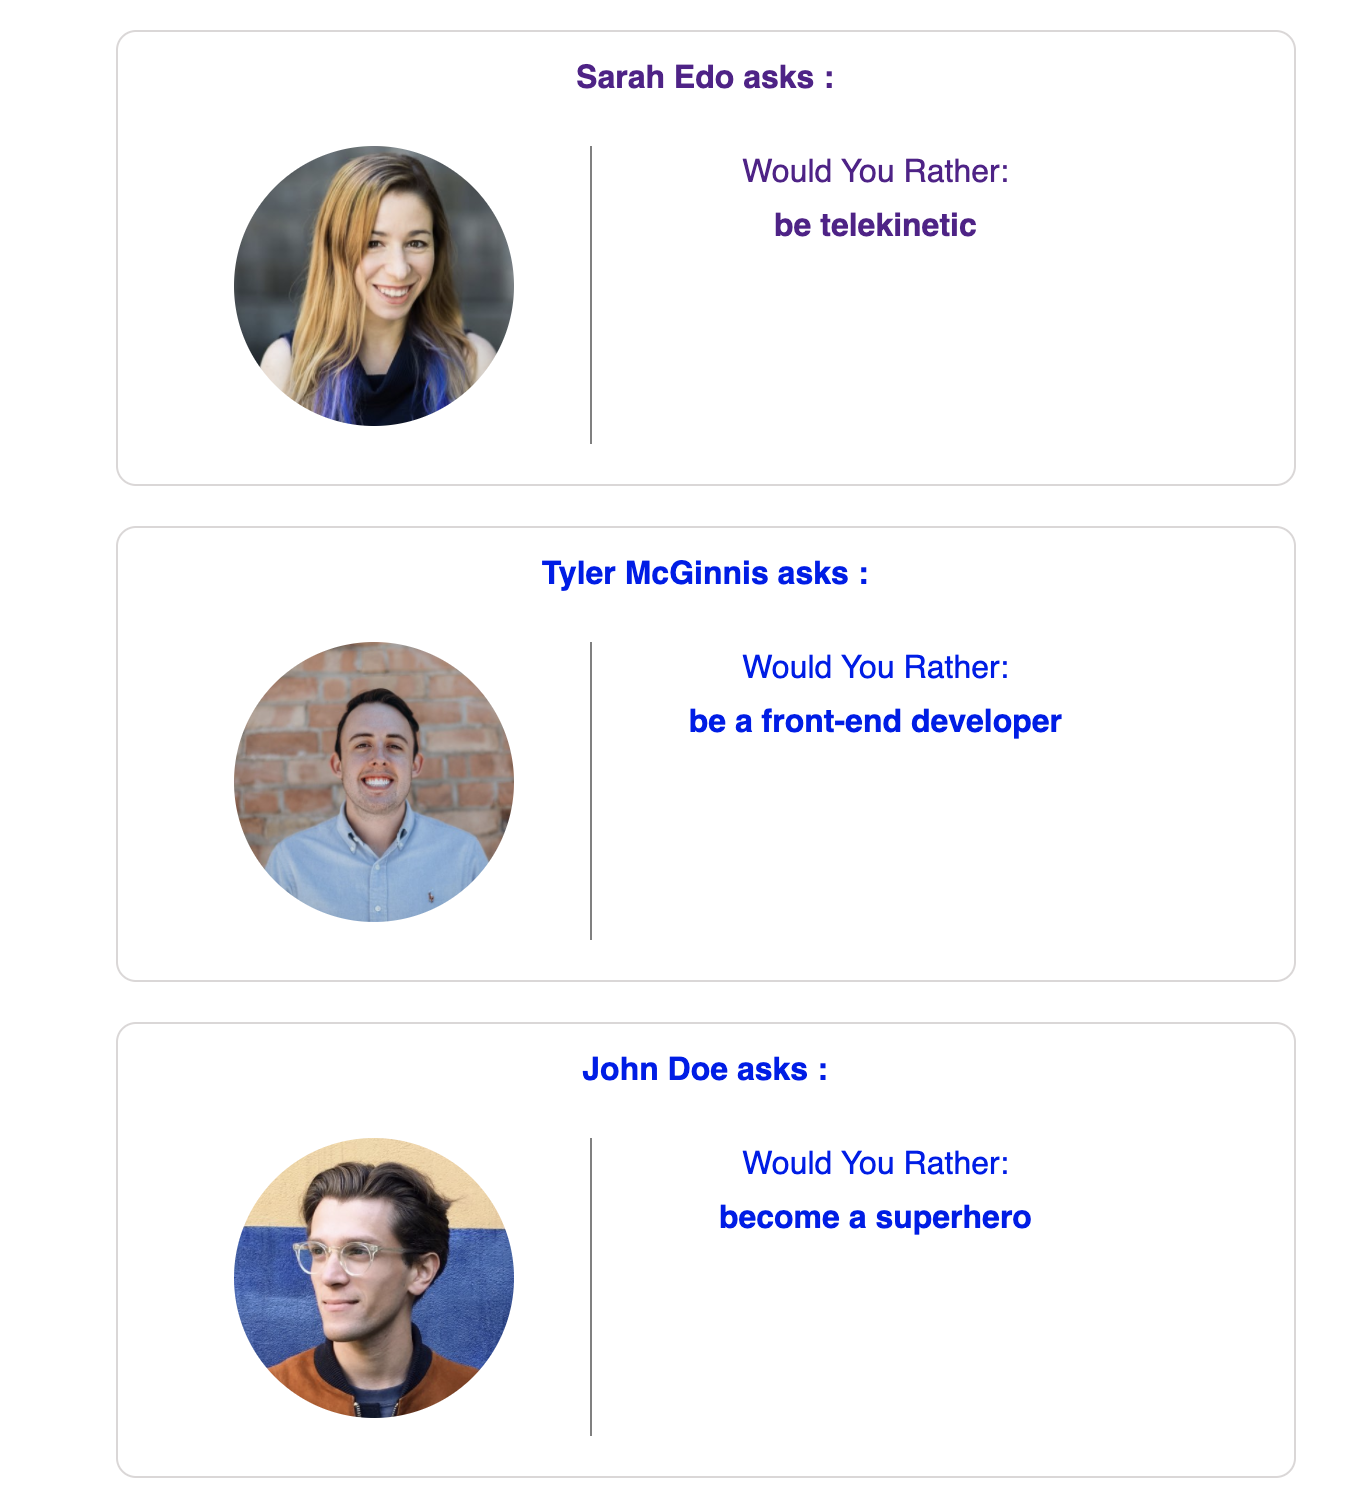 Sarah Edo asks :
Would You Rather:
be telekinetic
Tyler McGinnis asks :
Would You Rather:
be a front-end developer
John Doe asks :
Would You Rather:
become a superhero